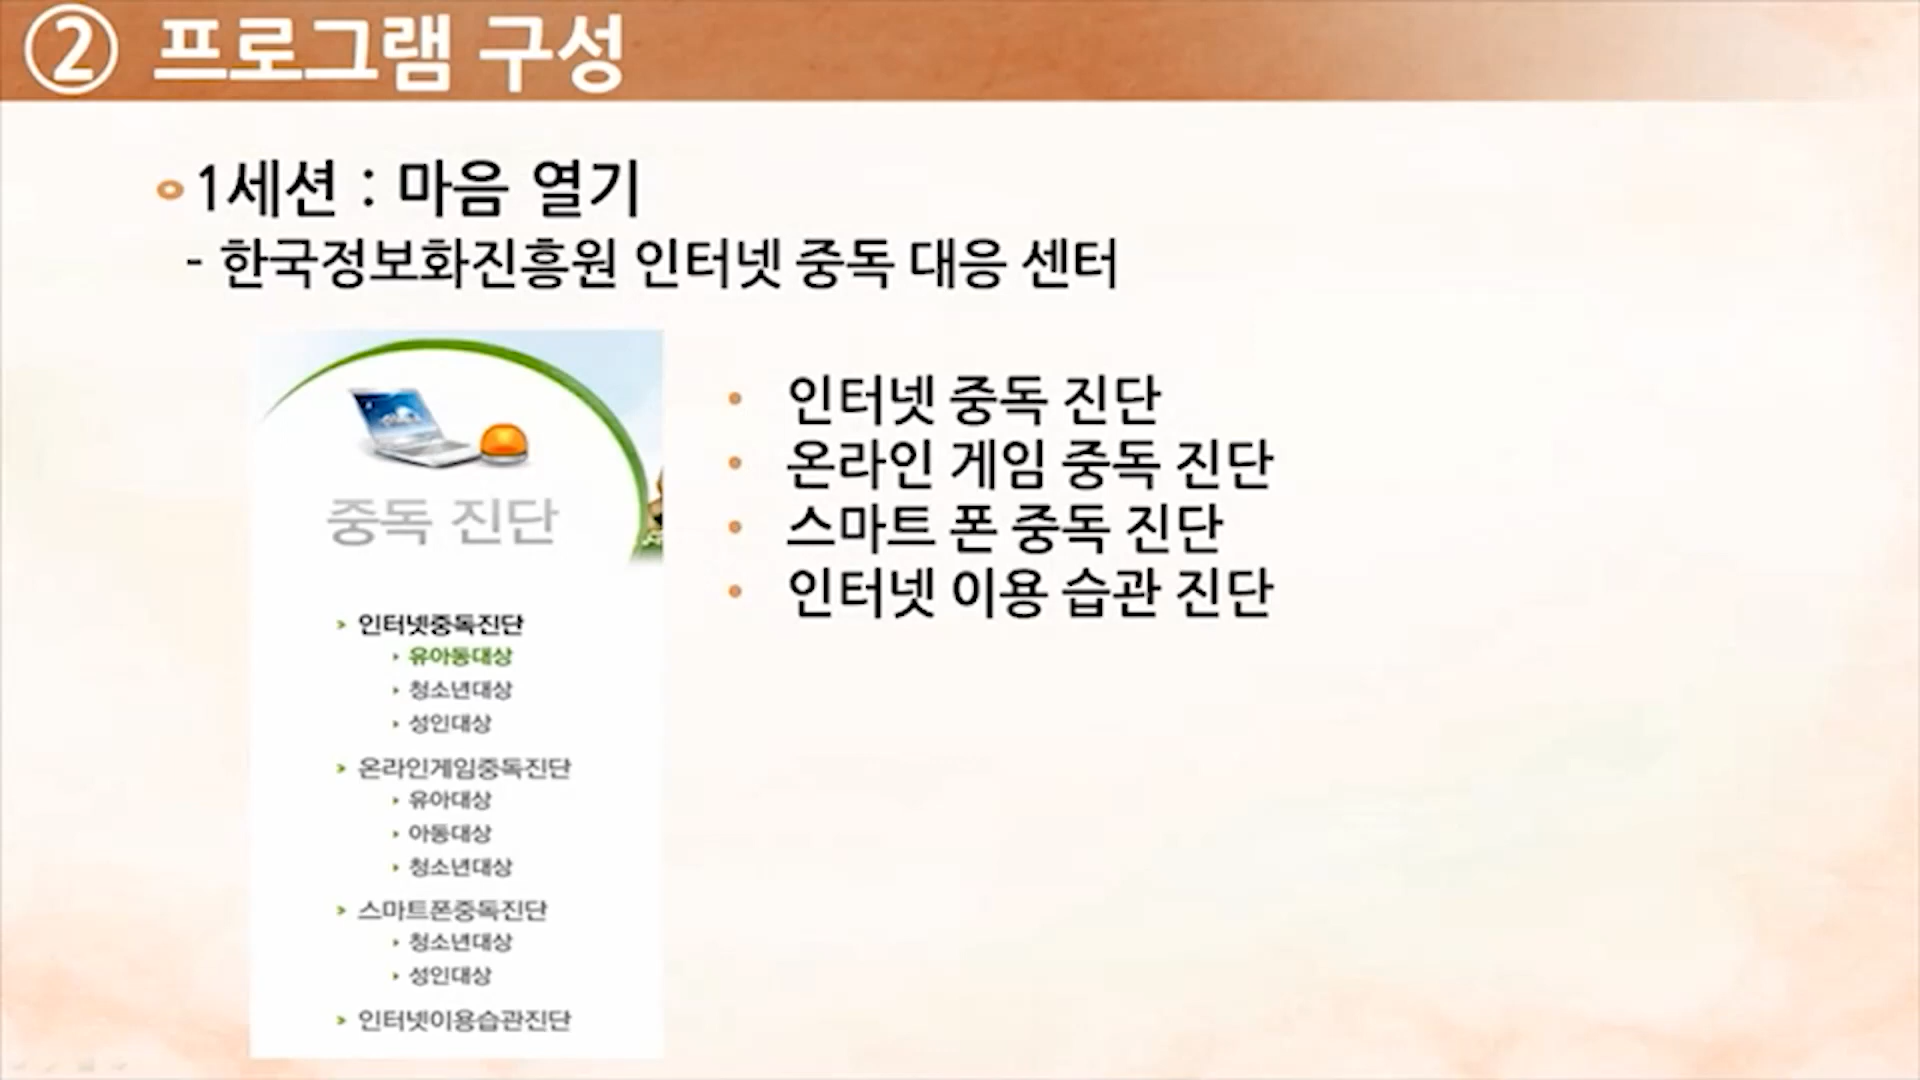 ② 프로그램 구성
1세션 : 마음 열기
- 한국정보화진흥원 인터넷 중독 대응 센터
중독 진단
인터넷중독진단
유아동대상
청소년대상
성인대상
온라인게임중독진단
유아대상
아동대상
청소년대상
스마트폰중독진단
청소년대상
성인대상
인터넷이용습관진단
• 인터넷 중독 진단
• 온라인 게임 중독 진단
• 스마트 폰 중독 진단
• 인터넷 이용 습관 진단